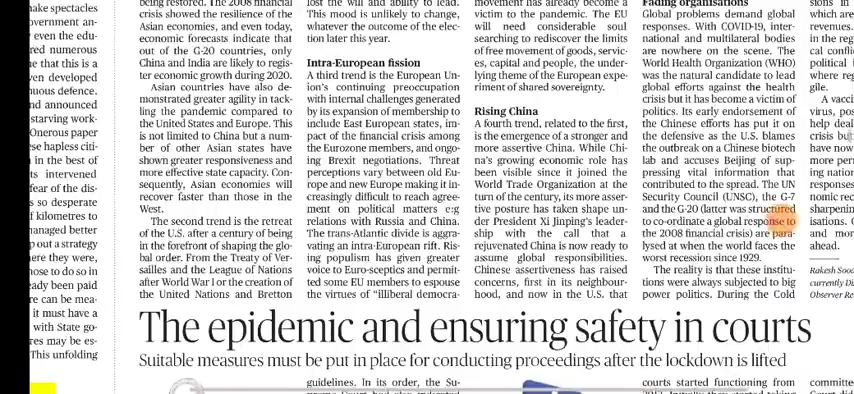 nake spectacles
overnment an-
even the edu-
red numerous
e that this is a
ven developed
nuous defence.
nd announced
starving work-
Onerous paper
se hapless citi-
in the best of
ts intervened
fear of the dis-
s so desperate
f kilometres to
managed better
p out a strategy
ere they were,
hose to do so in
eady been paid
re can be mea-
it must have a
with State go-
res may be es-
This unfolding
being restored. The 2008 financial
crisis showed the resilience of the
Asian economies, and even today,
economic forecasts indicate that
out of the G-20 countries, only
China and India are likely to regis-
ter economic growth during 2020.
Asian countries have also de-
monstrated greater agility in tack-
ling the pandemic compared to
the United States and Europe. This
is not limited to China but a num-
ber of other Asian states have
shown greater responsiveness and
more effective state capacity. Con-
sequently, Asian economies will
recover faster than those in the
West.
The second trend is the retreat
of the U.S. after a century of being
in the forefront of shaping the glo-
bal order. From the Treaty of Ver-
sailles and the League of Nations
after World War I or the creation of
the United Nations and Bretton
lost the will and ability to lead.
This mood is unlikely to change,
whatever the outcome of the elec-
tion later this year.
Intra-European fission
A third trend is the European Un-
ion's continuing preoccupation
with internal challenges generated
by its expansion of membership to
include East European states, im-
pact of the financial crisis among
the Eurozone members, and ongo-
ing Brexit negotiations. Threat
perceptions vary between old Eu-
rope and new Europe making it in-
creasingly difficult to reach agree-
ment on political matters e:g
relations with Russia and China.
The trans-Atlantic divide is aggra-
vating an intra-European rift. Ris-
ing populism has given greater
voice to Euro-sceptics and permit-
ted some EU members to espouse
the virtues of “illiberal democra-
movement has already become a
victim to the pandemic. The EU
will need considerable soul
searching to rediscover the limits
of free movement of goods, servic-
es, capital and people, the under-
lying theme of the European expe-
riment of shared sovereignty.
Rising China
A fourth trend, related to the first,
is the emergence of a stronger and
more assertive China. While Chi-
na's growing economic role has
been visible since it joined the
World Trade Organization at the
turn of the century, its more asser-
tive posture has taken shape un-
der President Xi Jinping's leader-
ship with the call that a
rejuvenated China is now ready to
assume global responsibilities.
Chinese assertiveness has raised
concerns, first in its neighbour-
hood, and now in the U.S. that
Fading organisations
Global problems demand global
responses. With COVID-19, inter-
national and multilateral bodies
are nowhere on the scene. The
World Health Organization (WHO)
was the natural candidate to lead
global efforts against the health
crisis but it has become a victim of
politics. Its early endorsement of
the Chinese efforts has put it on
the defensive as the U.S. blames
the outbreak on a Chinese biotech
lab and accuses Beijing of sup-
pressing vital information that
contributed to the spread. The UN
Security Council (UNSC), the G-7
and the G-20 (latter was structured
to co-ordinate a global response to
the 2008 financial crisis) are para-
lysed at when the world faces the
worst recession since 1929.
The reality is that these institu-
tions were always subjected to big
power politics. During the Cold
sions in
which are
revenues.
in the reg
cal confli
political
where reg
gile.
A vacci
virus, pos
help deal
crisis but
have now
more per
ing nation
responses
nomic rec
sharpenin
isations. C
and mor
ahead.
Rakesh Sood
currently Di
Observer Re
The epidemic and ensuring safety in courts
Suitable measures must be put in place for conducting proceedings after the lockdown is lifted
guidelines. In its order, the Su-
courts started functioning from
committe